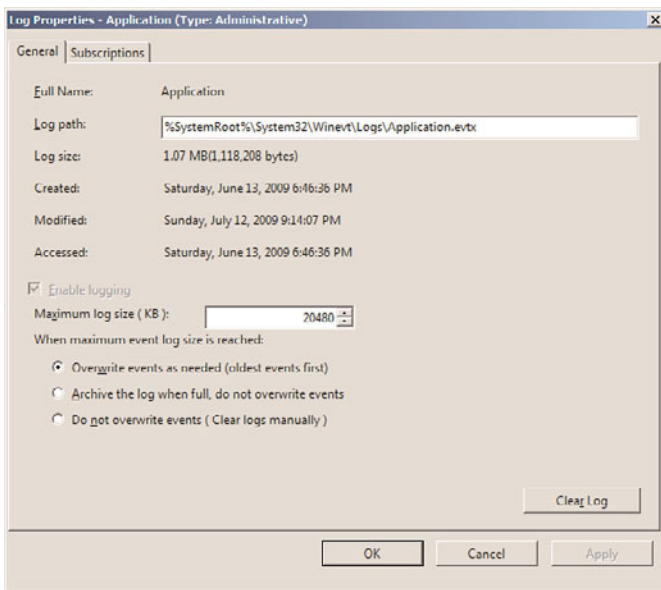 Log Properties - Application (Type: Administrative)
General
Subscriptions
Full Name: Application
Log path: %SystemRoot%\System32\Winevt\Logs\Application.evtx
Log size: 1.07 MB(1,118,208 bytes)
Created: Saturday, June 13, 2009 6:46:36 PM
Modified: Sunday, July 12, 2009 9:14:07 PM
Accessed: Saturday, June 13, 2009 6:46:36 PM
Enable logging
Maximum log size ( KB ): 20480
When maximum event log size is reached:
Overwrite events as needed (oldest events first)
Archive the log when full, do not overwrite events
Do not overwrite events ( Clear logs manually )
Clear Log
OK Cancel Apply